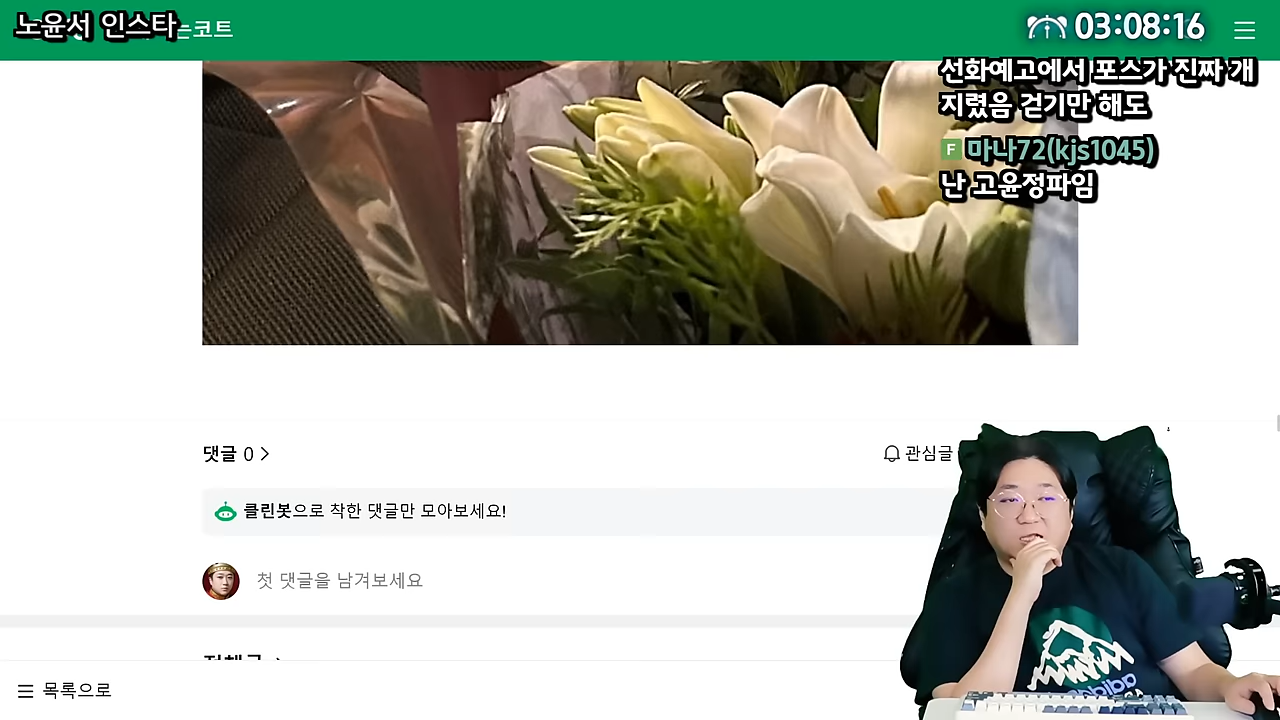 노윤서 인스타
는코트
03:08:16
선화예고에서 포스가 진짜 개
지렸음 걷기만 해도
F 마나72(kjs1045)
난 고윤정파임
댓글 0
관심글
클린봇으로 착한 댓글만 모아보세요!
첫 댓글을 남겨보세요
목록으로